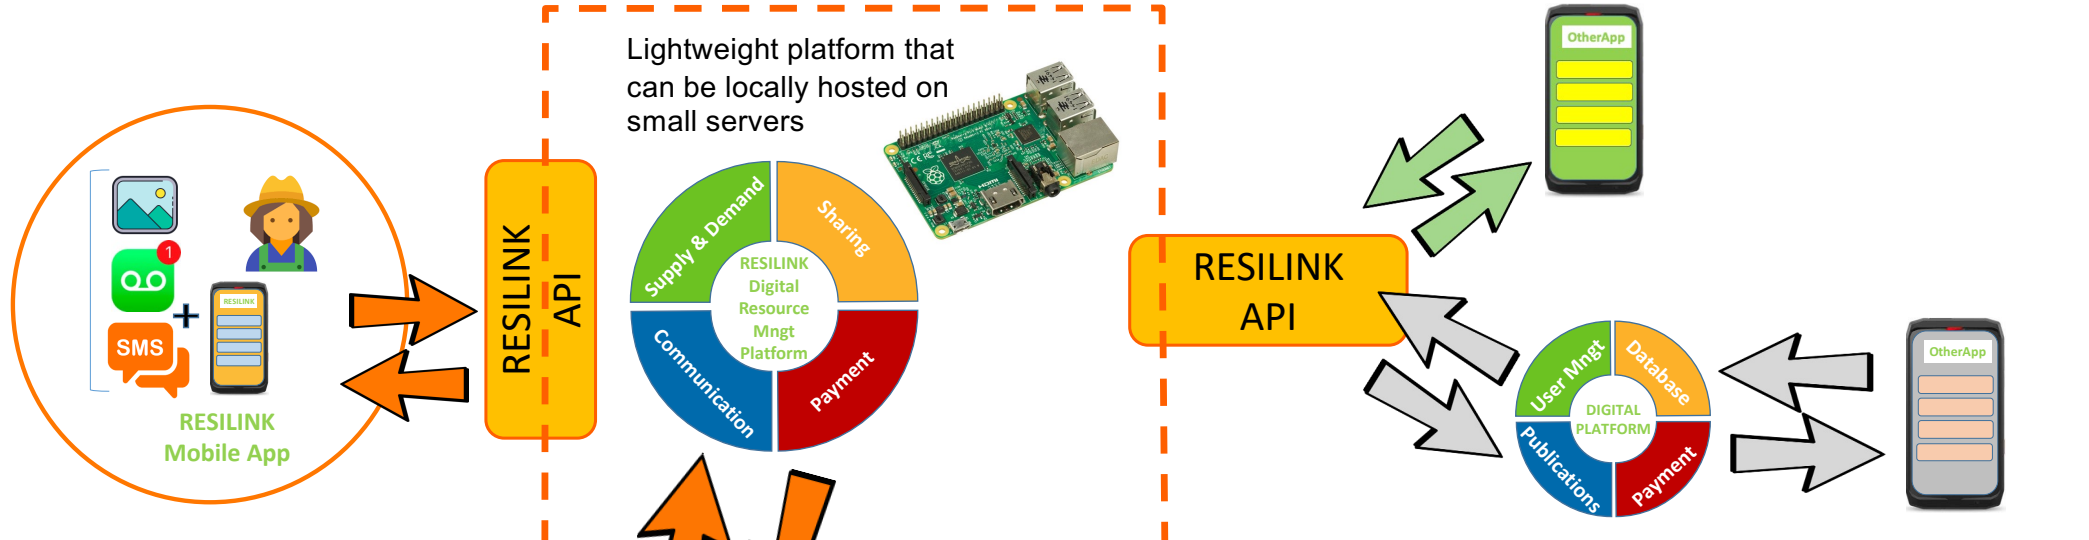 Lightweight platform that
can be locally hosted on
small servers
OtherApp
RESILINK
API
Supply & Demand
Sharing
Communication
Payment
RESILINK
Digital
Resource
Mngt
Platform
HDMI
1
SMS
RESILINK
RESILINK
Mobile App
RESILINK
API
User Mngt
Database
Publications
Payment
DIGITAL
PLATFORM
OtherApp